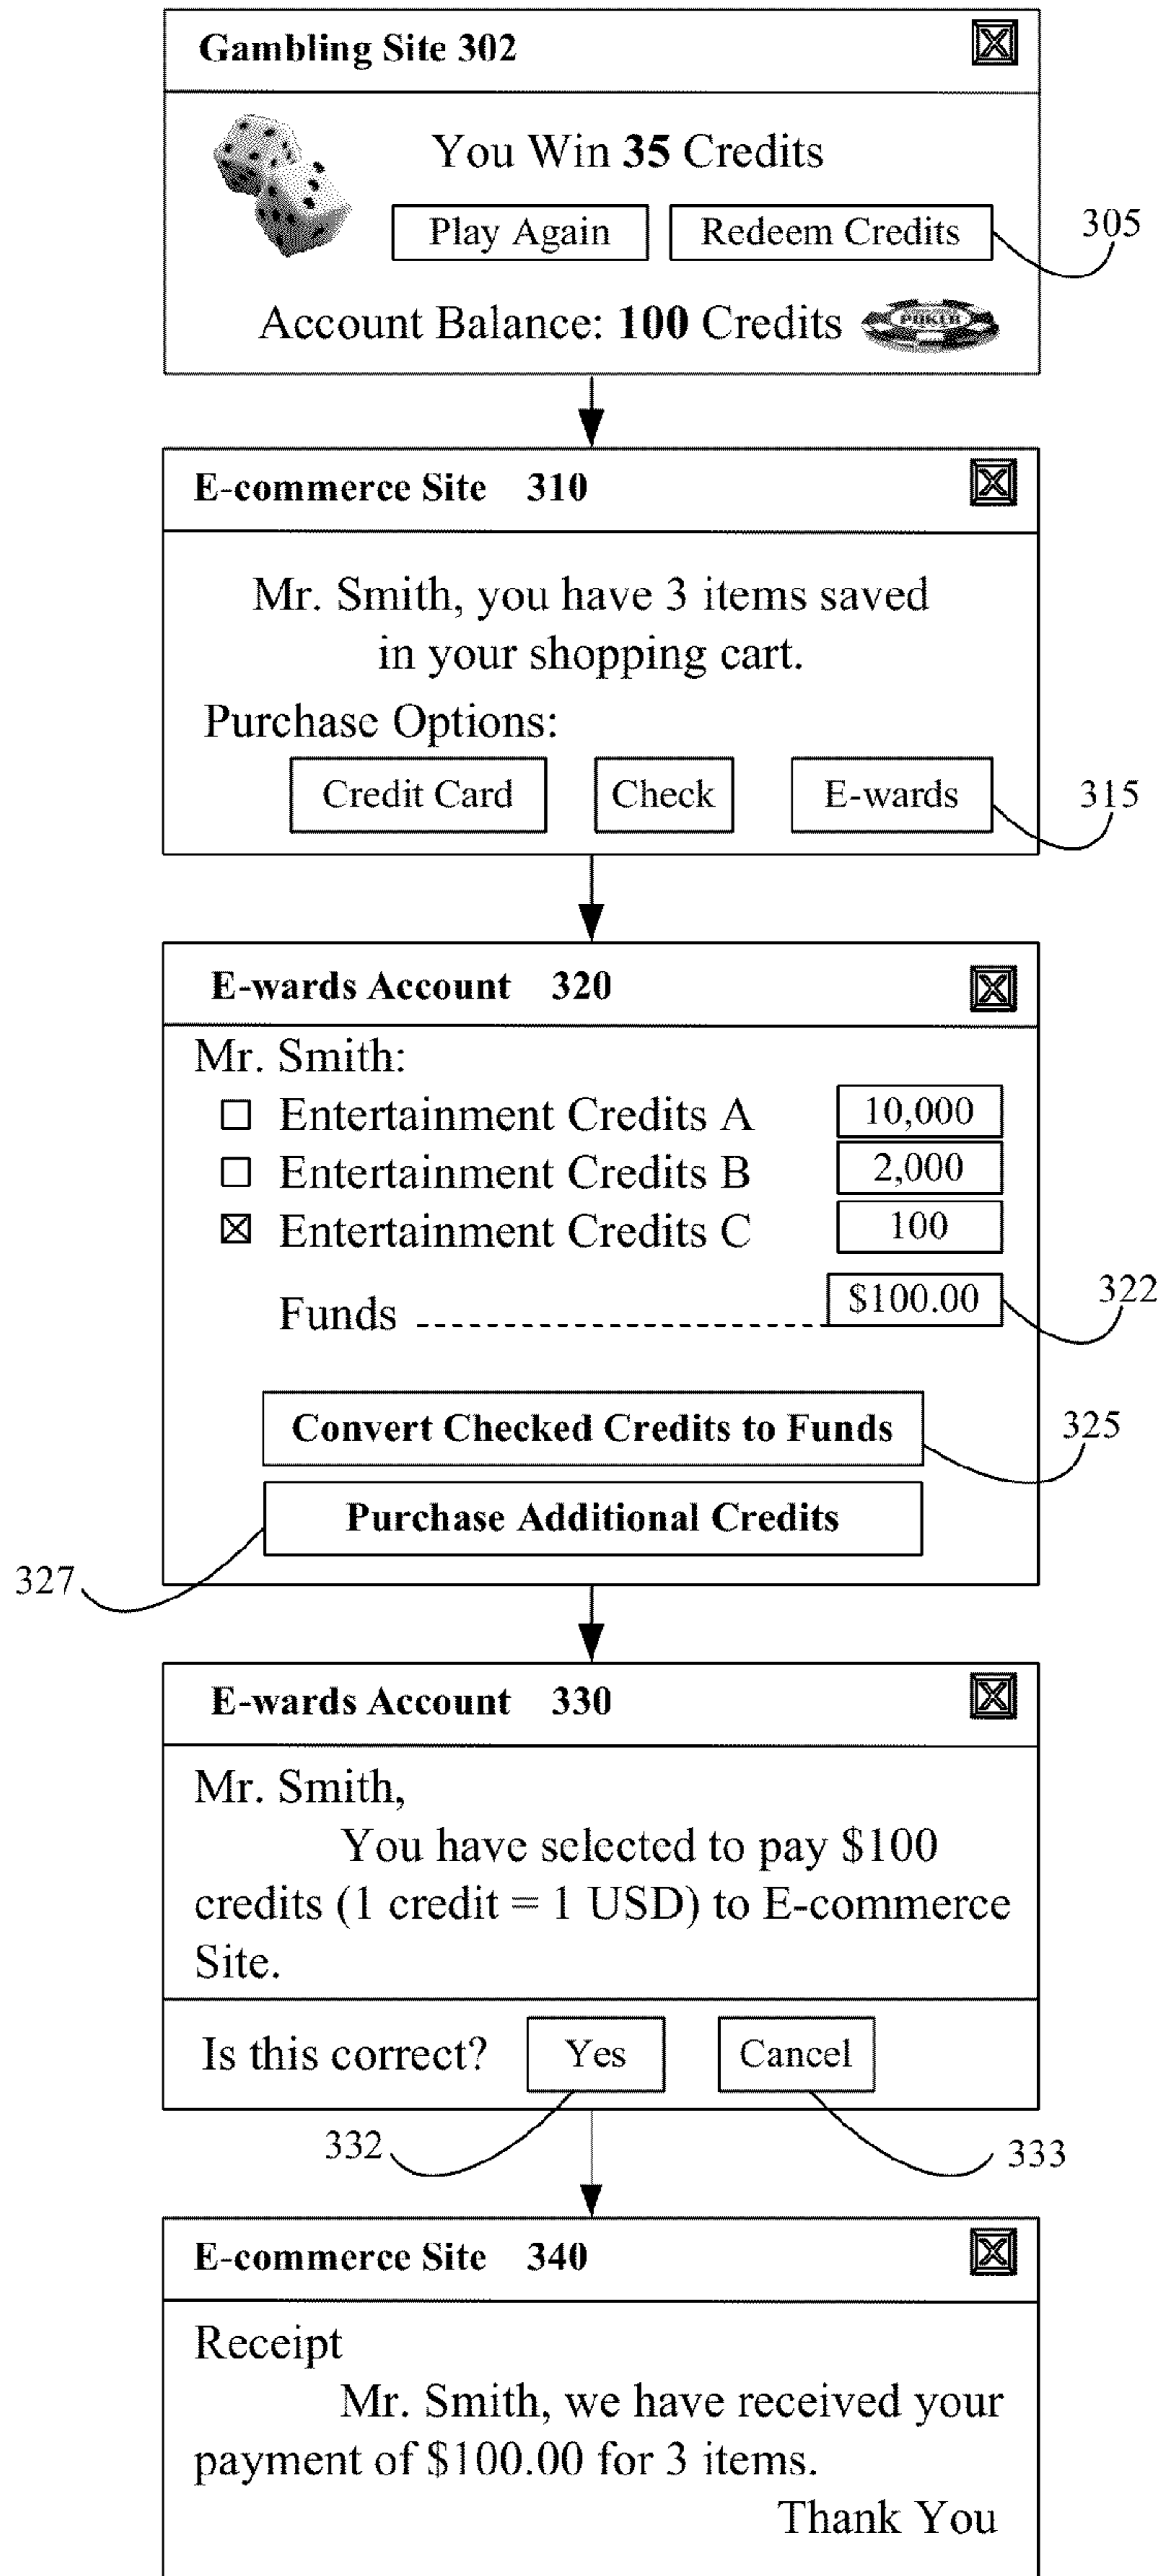 Gambling Site 302
You Win 35 Credits
Play Again
Redeem Credits
305
Account Balance: 100 Credits
POKER
E-commerce Site 310
Mr. Smith, you have 3 items saved
in your shopping cart.
Purchase Options:
Credit Card
Check
E-wards
315
E-wards Account 320
Mr. Smith:
Entertainment Credits A 10,000
Entertainment Credits B 2,000
Entertainment Credits C 100
Funds $100.00
322
Convert Checked Credits to Funds
325
Purchase Additional Credits
327
E-wards Account 330
Mr. Smith,
You have selected to pay $100
credits (1 credit = 1 USD) to E-commerce
Site.
Is this correct? Yes Cancel
332
333
E-commerce Site 340
Receipt
Mr. Smith, we have received your
payment of $100.00 for 3 items.
Thank You